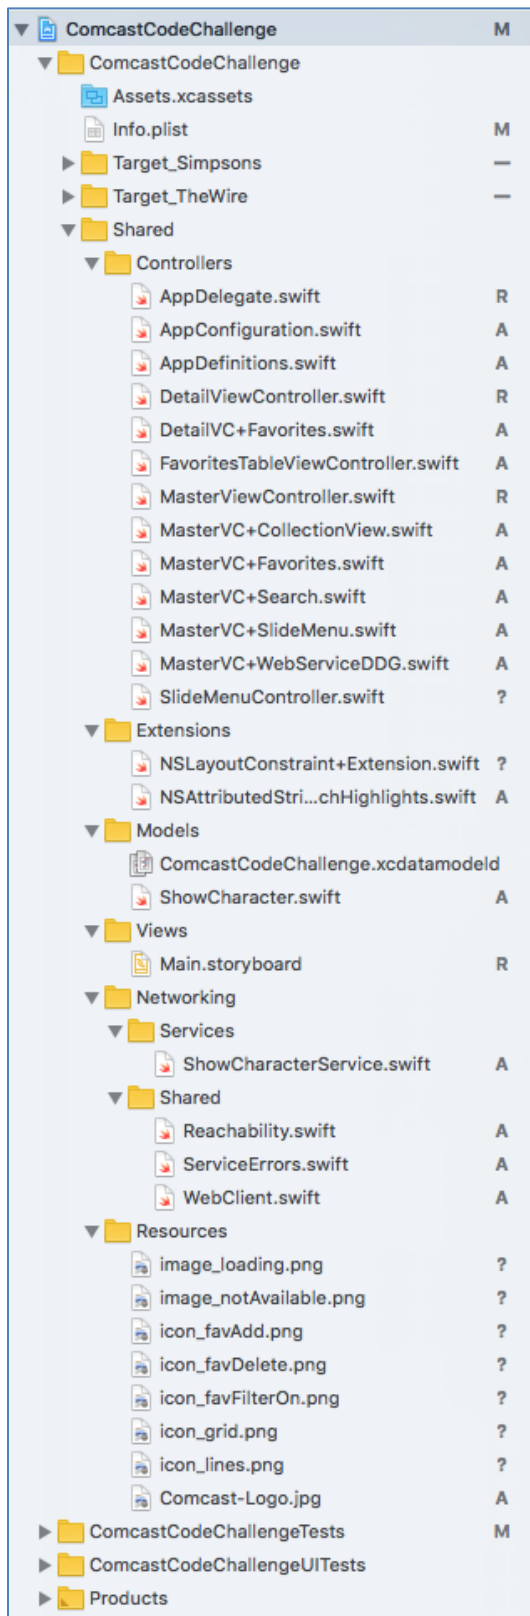 ComcastCodeChallenge M
ComcastCodeChallenge
Assets.xcassets
Info.plist M
Target_Simpsons —
Target_TheWire —
Shared
Controllers
AppDelegate.swift R
AppConfiguration.swift A
AppDefinitions.swift A
DetailViewController.swift R
DetailVC+Favorites.swift A
FavoritesTableViewController.swift A
MasterViewController.swift R
MasterVC+CollectionView.swift A
MasterVC+Favorites.swift A
MasterVC+Search.swift A
MasterVC+SlideMenu.swift A
MasterVC+WebServiceDDG.swift A
SlideMenuController.swift ?
Extensions
NSLayoutConstraint+Extension.swift ?
NSAttributedStri...chHighlights.swift A
Models
ComcastCodeChallenge.xcdatamodeld
ShowCharacter.swift A
Views
Main.storyboard R
Networking
Services
ShowCharacterService.swift A
Shared
Reachability.swift A
ServiceErrors.swift A
WebClient.swift A
Resources
image_loading.png ?
image_notAvailable.png ?
icon_favAdd.png ?
icon_favDelete.png ?
icon_favFilterOn.png ?
icon_grid.png ?
icon_lines.png ?
Comcast-Logo.jpg A
ComcastCodeChallengeTests M
ComcastCodeChallengeUITests
Products